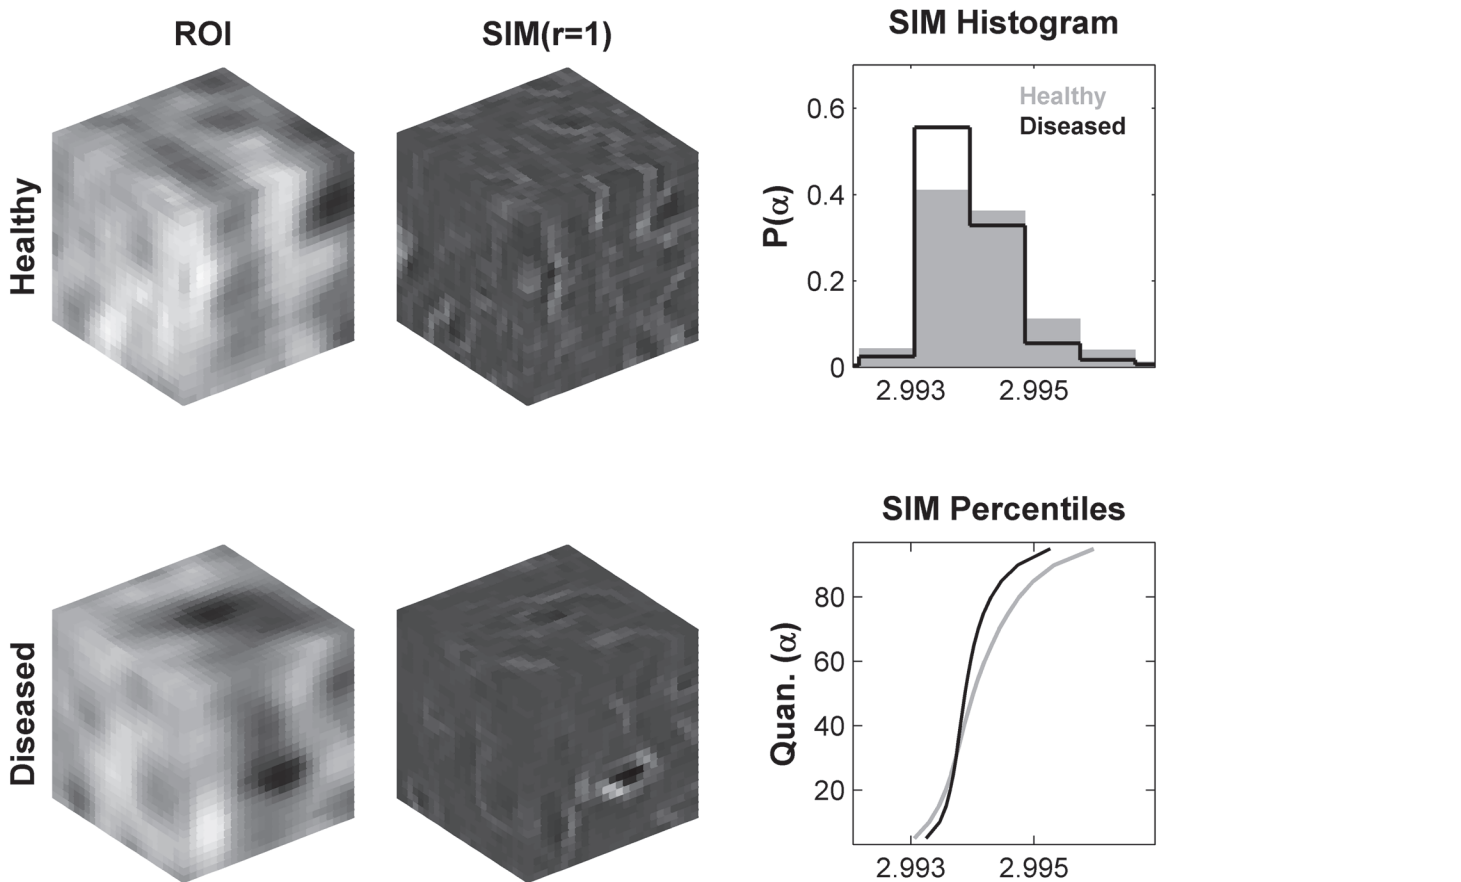 ROI
SIM(r=1)
SIM Histogram
Healthy
Diseased
Healthy
P(α)
0.6
0.4
0.2
0
2.993
2.995
SIM Percentiles
Diseased
Quan. (α)
80
60
40
20
2.993
2.995